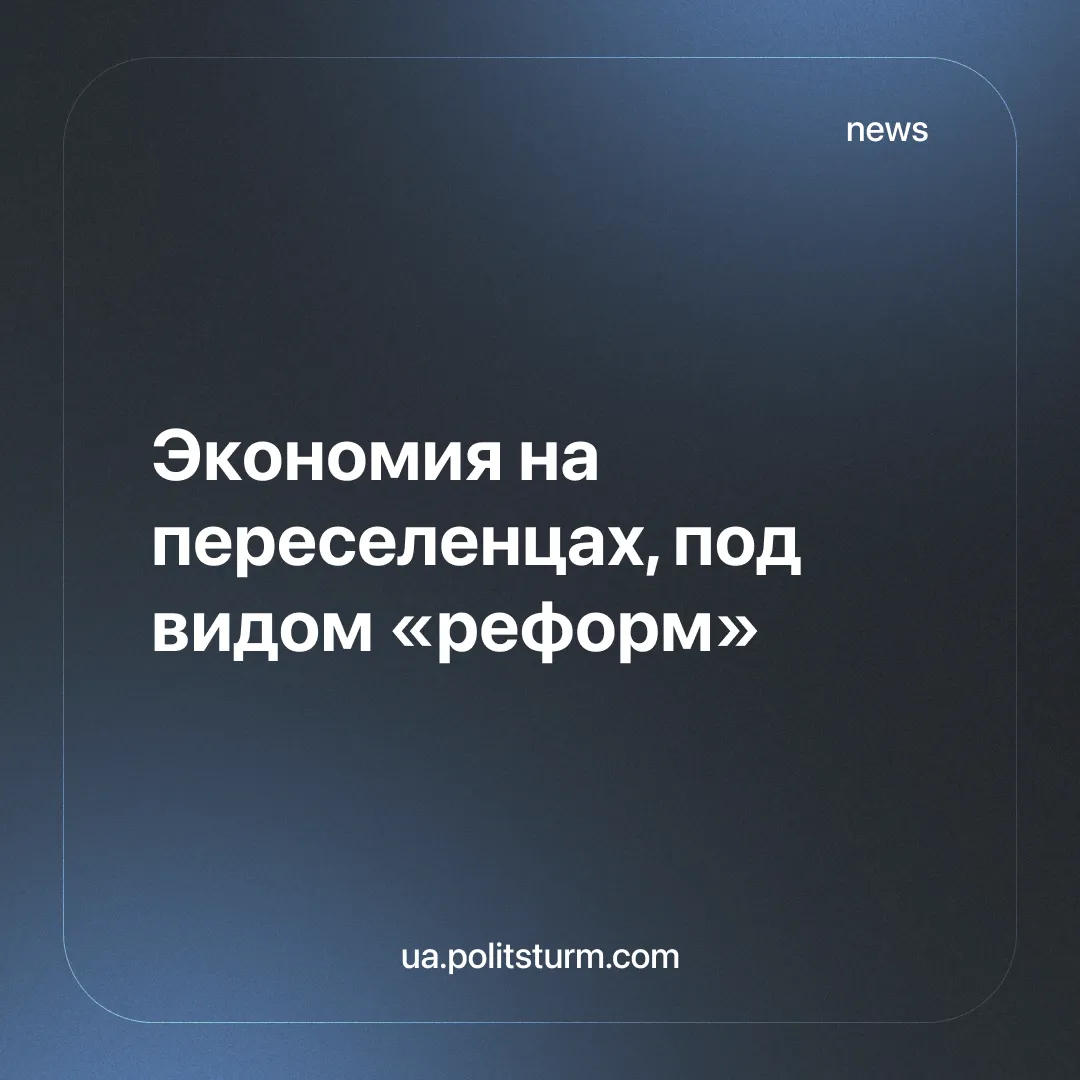 news
Экономия на
переселенцах, под
видом «реформ»
ua.politsturm.com